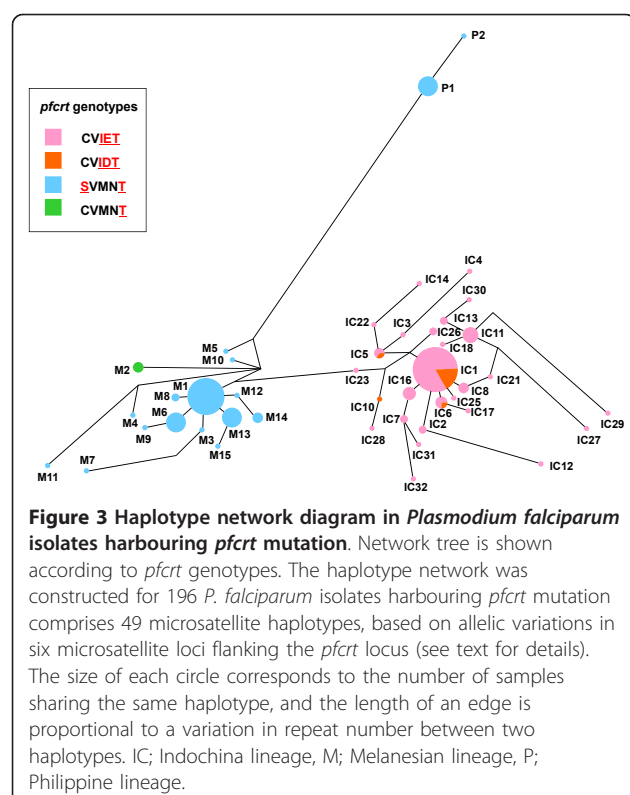 P2
P1
pfcrt genotypes
CVIET
CVIDT
SVMNT
CVMNT
IC4
IC14
IC30
IC22
IC3
IC13
IC26
IC11
IC18
IC5
M5
M10
M2
M1
M8
M12
IC23
IC1
IC16
IC8
IC21
IC25
IC10
IC6
IC17
M6
M14
M4
M13
M9
M3
M15
IC7
IC2
IC28
IC29
IC27
IC31
M7
M11
IC12
IC32
Figure 3 Haplotype network diagram in Plasmodium falciparum
isolates harbouring pfcrt mutation. Network tree is shown
according to pfcrt genotypes. The haplotype network was
constructed for 196 P. falciparum isolates harbouring pfcrt mutation
comprises 49 microsatellite haplotypes, based on allelic variations in
six microsatellite loci flanking the pfcrt locus (see text for details).
The size of each circle corresponds to the number of samples
sharing the same haplotype, and the length of an edge is
proportional to a variation in repeat number between two
haplotypes. IC; Indochina lineage, M; Melanesian lineage, P;
Philippine lineage.